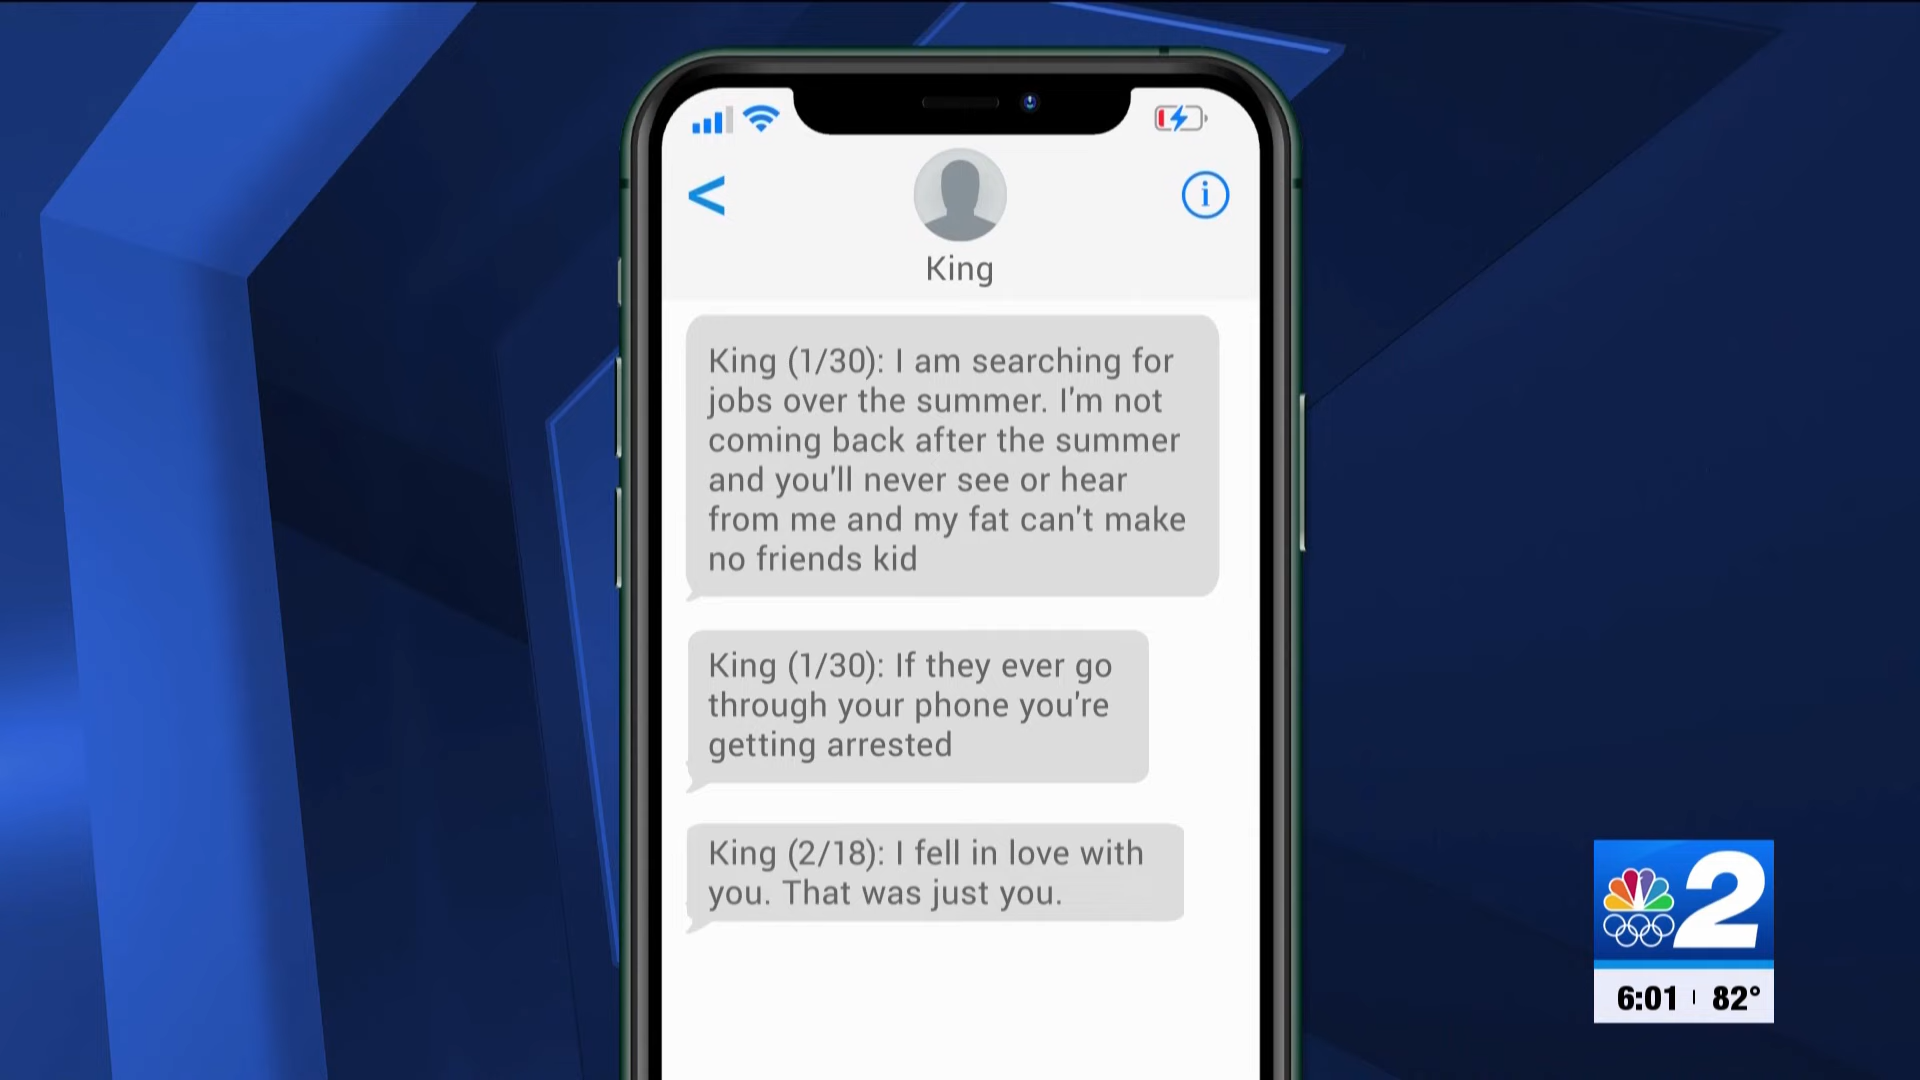 King
King (1/30): I am searching for
jobs over the summer. I'm not
coming back after the summer
and you'll never see or hear
from me and my fat can't make
no friends kid
King (1/30): If they ever go
through your phone you're
getting arrested
King (2/18): I fell in love with
you. That was just you.
2
6:01 82°